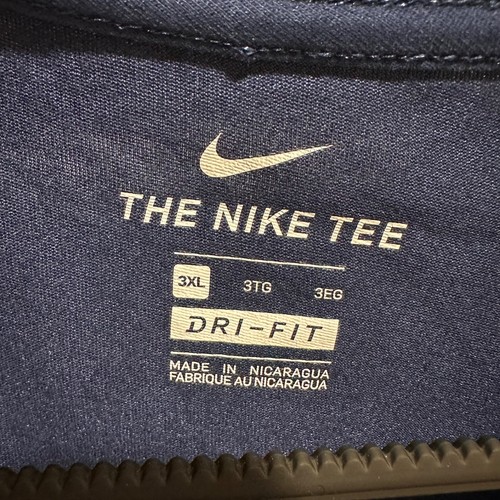 THE NIKE TEE
3XL 3TG 3EG
DRI-FIT
MADE IN NICARAGUA
FABRIQUE AU NICARAGUA